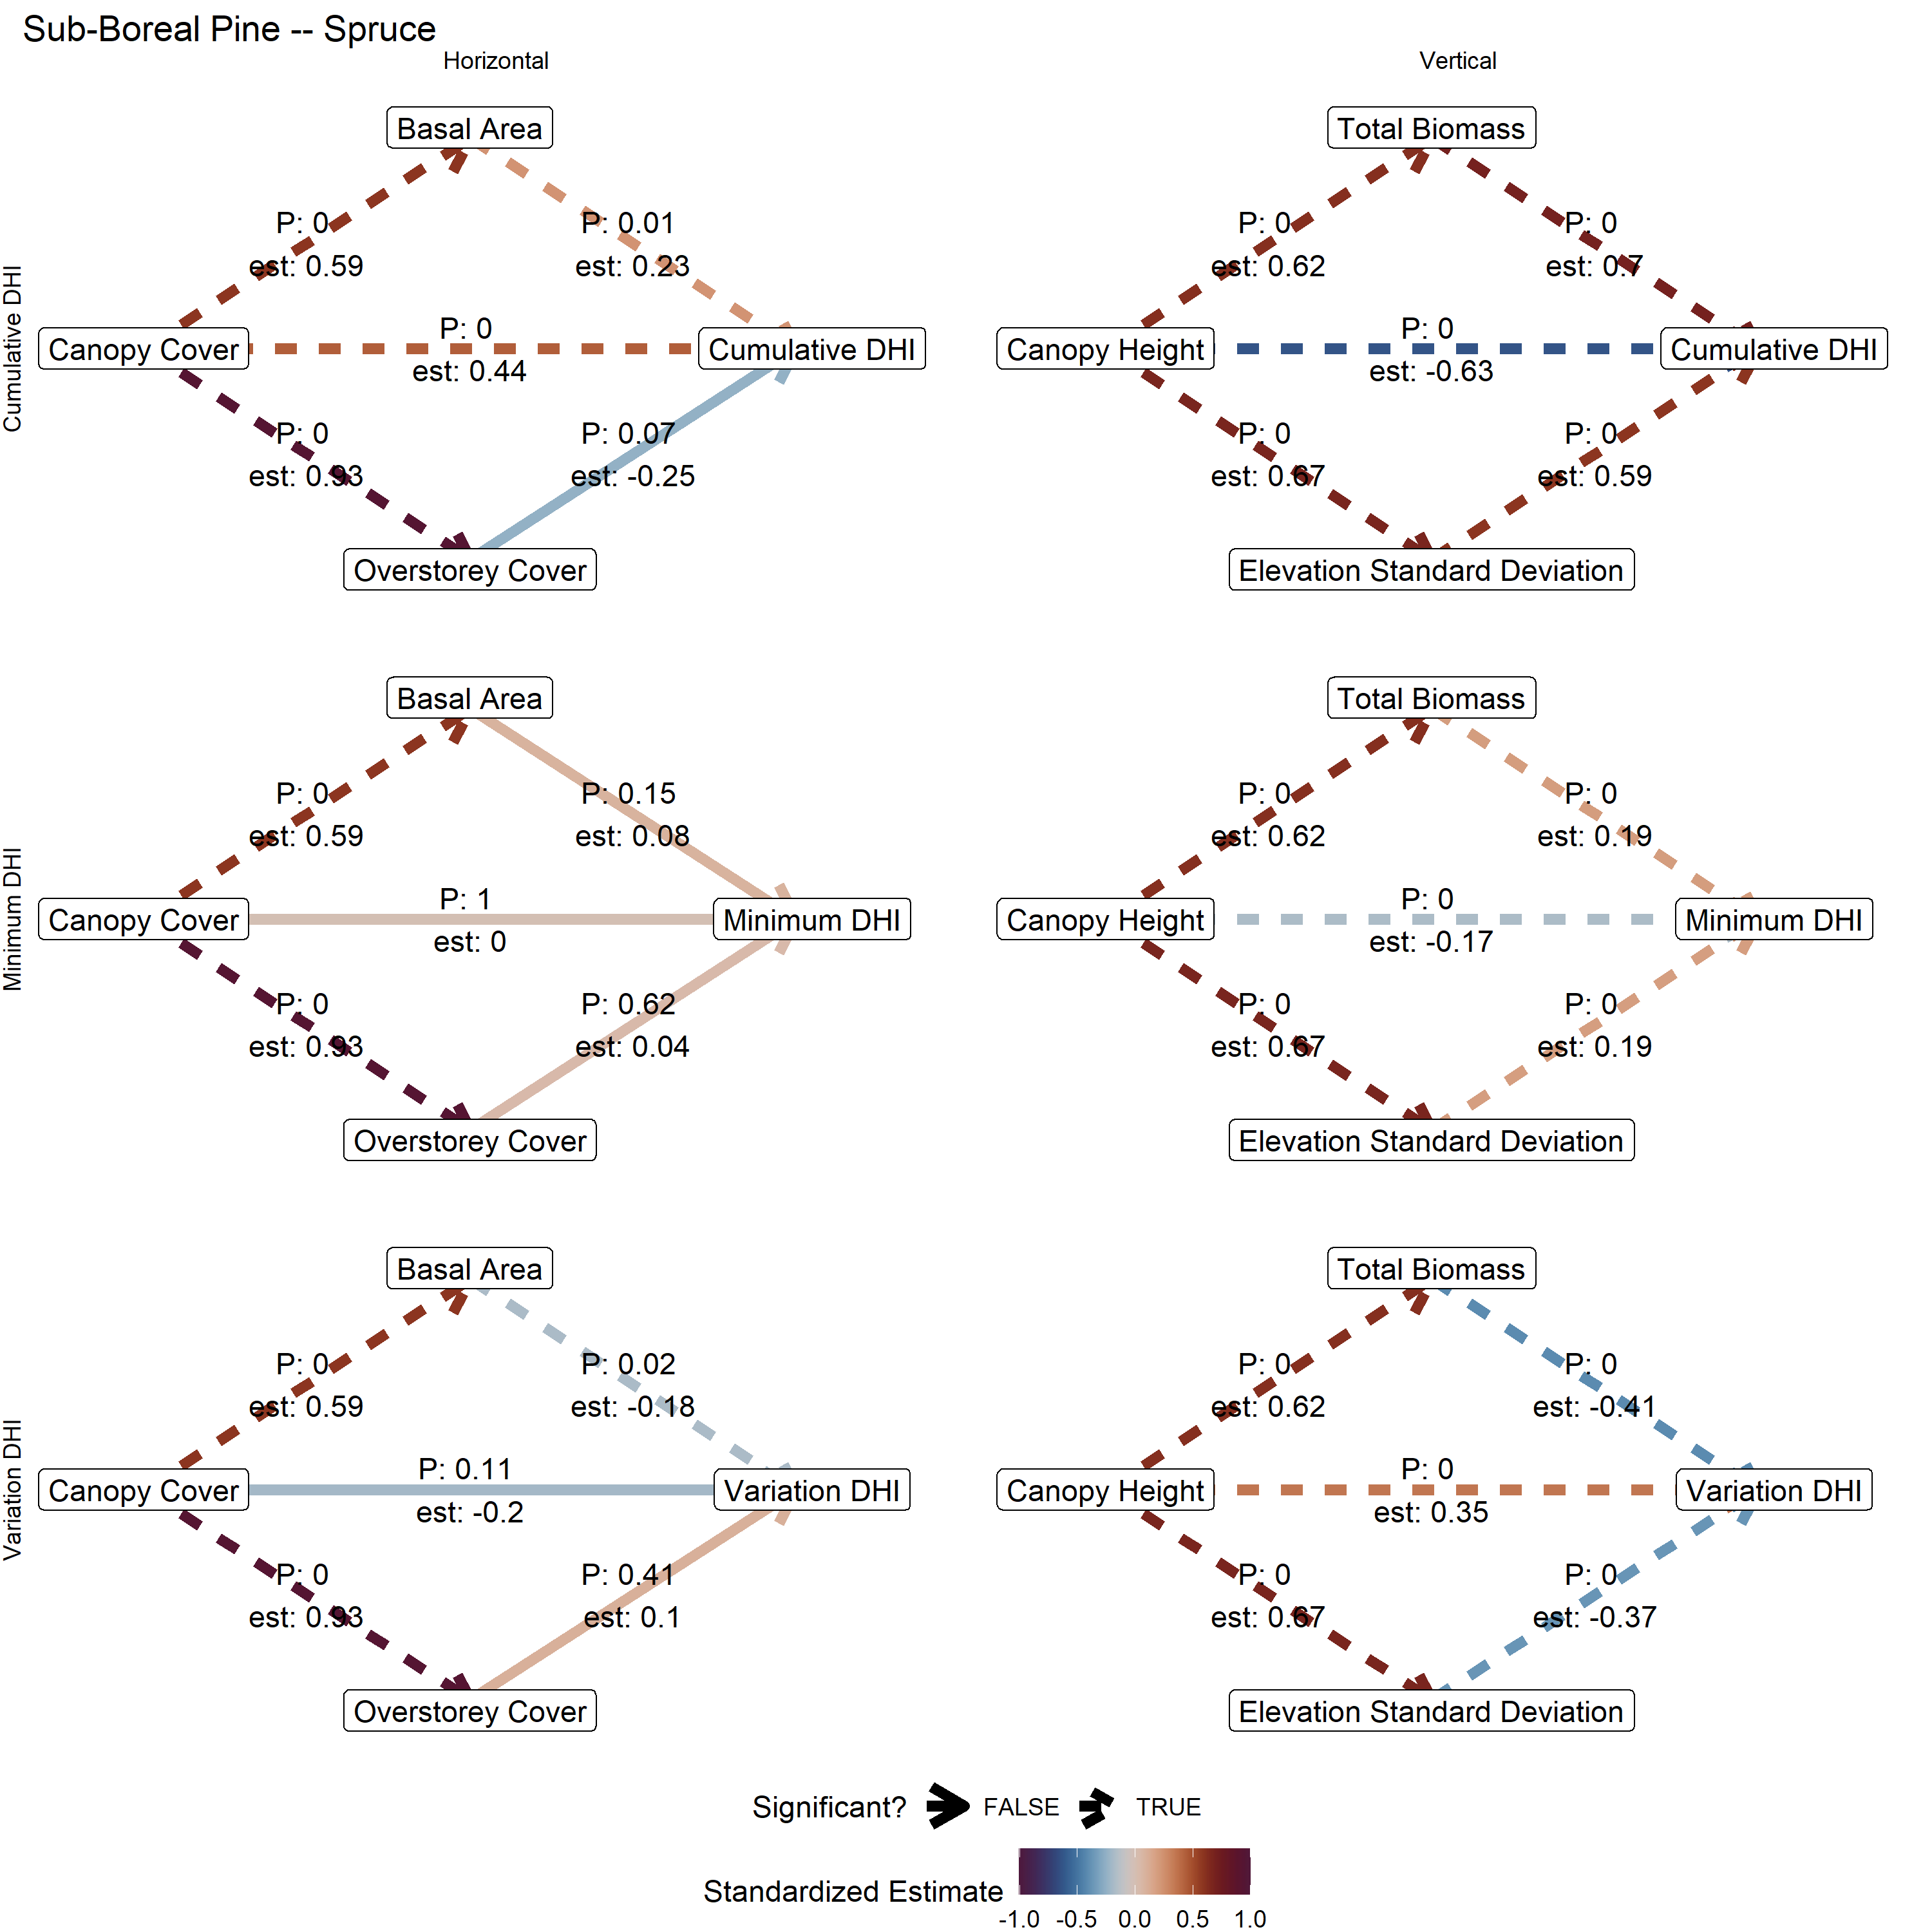 Sub-Boreal Pine -- Spruce
Horizontal
Vertical
Cumulative DHI
Basal Area
P: 0
est: 0.59
P: 0.01
est: 0.23
Canopy Cover
P: 0
est: 0.44
Cumulative DHI
P: 0
est: 0.93
P: 0.07
est: -0.25
Overstorey Cover
Total Biomass
P: 0
est: 0.62
P: 0
est: 0.7
Canopy Height
P: 0
est: -0.63
Cumulative DHI
P: 0
est: 0.67
P: 0
est: 0.59
Elevation Standard Deviation
Minimum DHI
Basal Area
P: 0
est: 0.59
P: 0.15
est: 0.08
Canopy Cover
P: 1
est: 0
Minimum DHI
P: 0
est: 0.93
P: 0.62
est: 0.04
Overstorey Cover
Total Biomass
P: 0
est: 0.62
P: 0
est: 0.19
Canopy Height
P: 0
est: -0.17
Minimum DHI
P: 0
est: 0.67
P: 0
est: 0.19
Elevation Standard Deviation
Variation DHI
Basal Area
P: 0
est: 0.59
P: 0.02
est: -0.18
Canopy Cover
P: 0.11
est: -0.2
Variation DHI
P: 0
est: 0.93
P: 0.41
est: 0.1
Overstorey Cover
Total Biomass
P: 0
est: 0.62
P: 0
est: -0.41
Canopy Height
P: 0
est: 0.35
Variation DHI
P: 0
est: 0.67
P: 0
est: -0.37
Elevation Standard Deviation
Significant? FALSE TRUE
Standardized Estimate
-1.0 -0.5 0.0 0.5 1.0